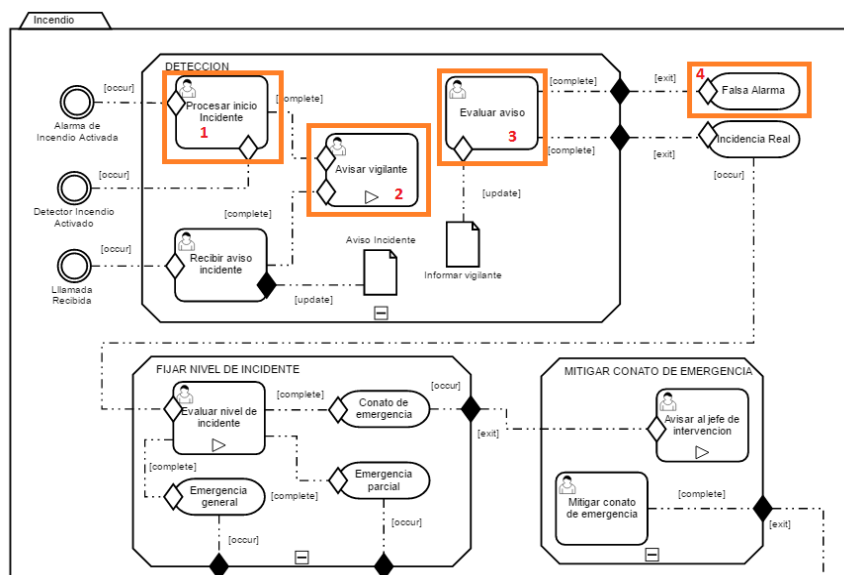 Incendio
DETECCION
[occur]
Procesar inicio
Incidente
1
[complete]
Alarma de
Incendio Activada
Avisar vigilante
2
Evaluar aviso
3
[complete]
[exit]
4
Falsa Alarma
[complete]
[exit]
Incidencia Real
[occur]
[occur]
Detector Incendio
Activado
[update]
[complete]
[occur]
Recibir aviso
incidente
Aviso Incidente
Informar vigilante
Lllamada
Recibida
[update]
FIJAR NIVEL DE INCIDENTE
MITIGAR CONATO DE EMERGENCIA
Evaluar nivel de
incidente
[complete]
Conato de
emergencia
[occur]
[exit]
Avisar al jefe de
intervencion
[complete]
Emergencia
general
[complete]
Emergencia
parcial
Mitigar conato
de emergencia
[complete]
[exit]
[occur]
[occur]